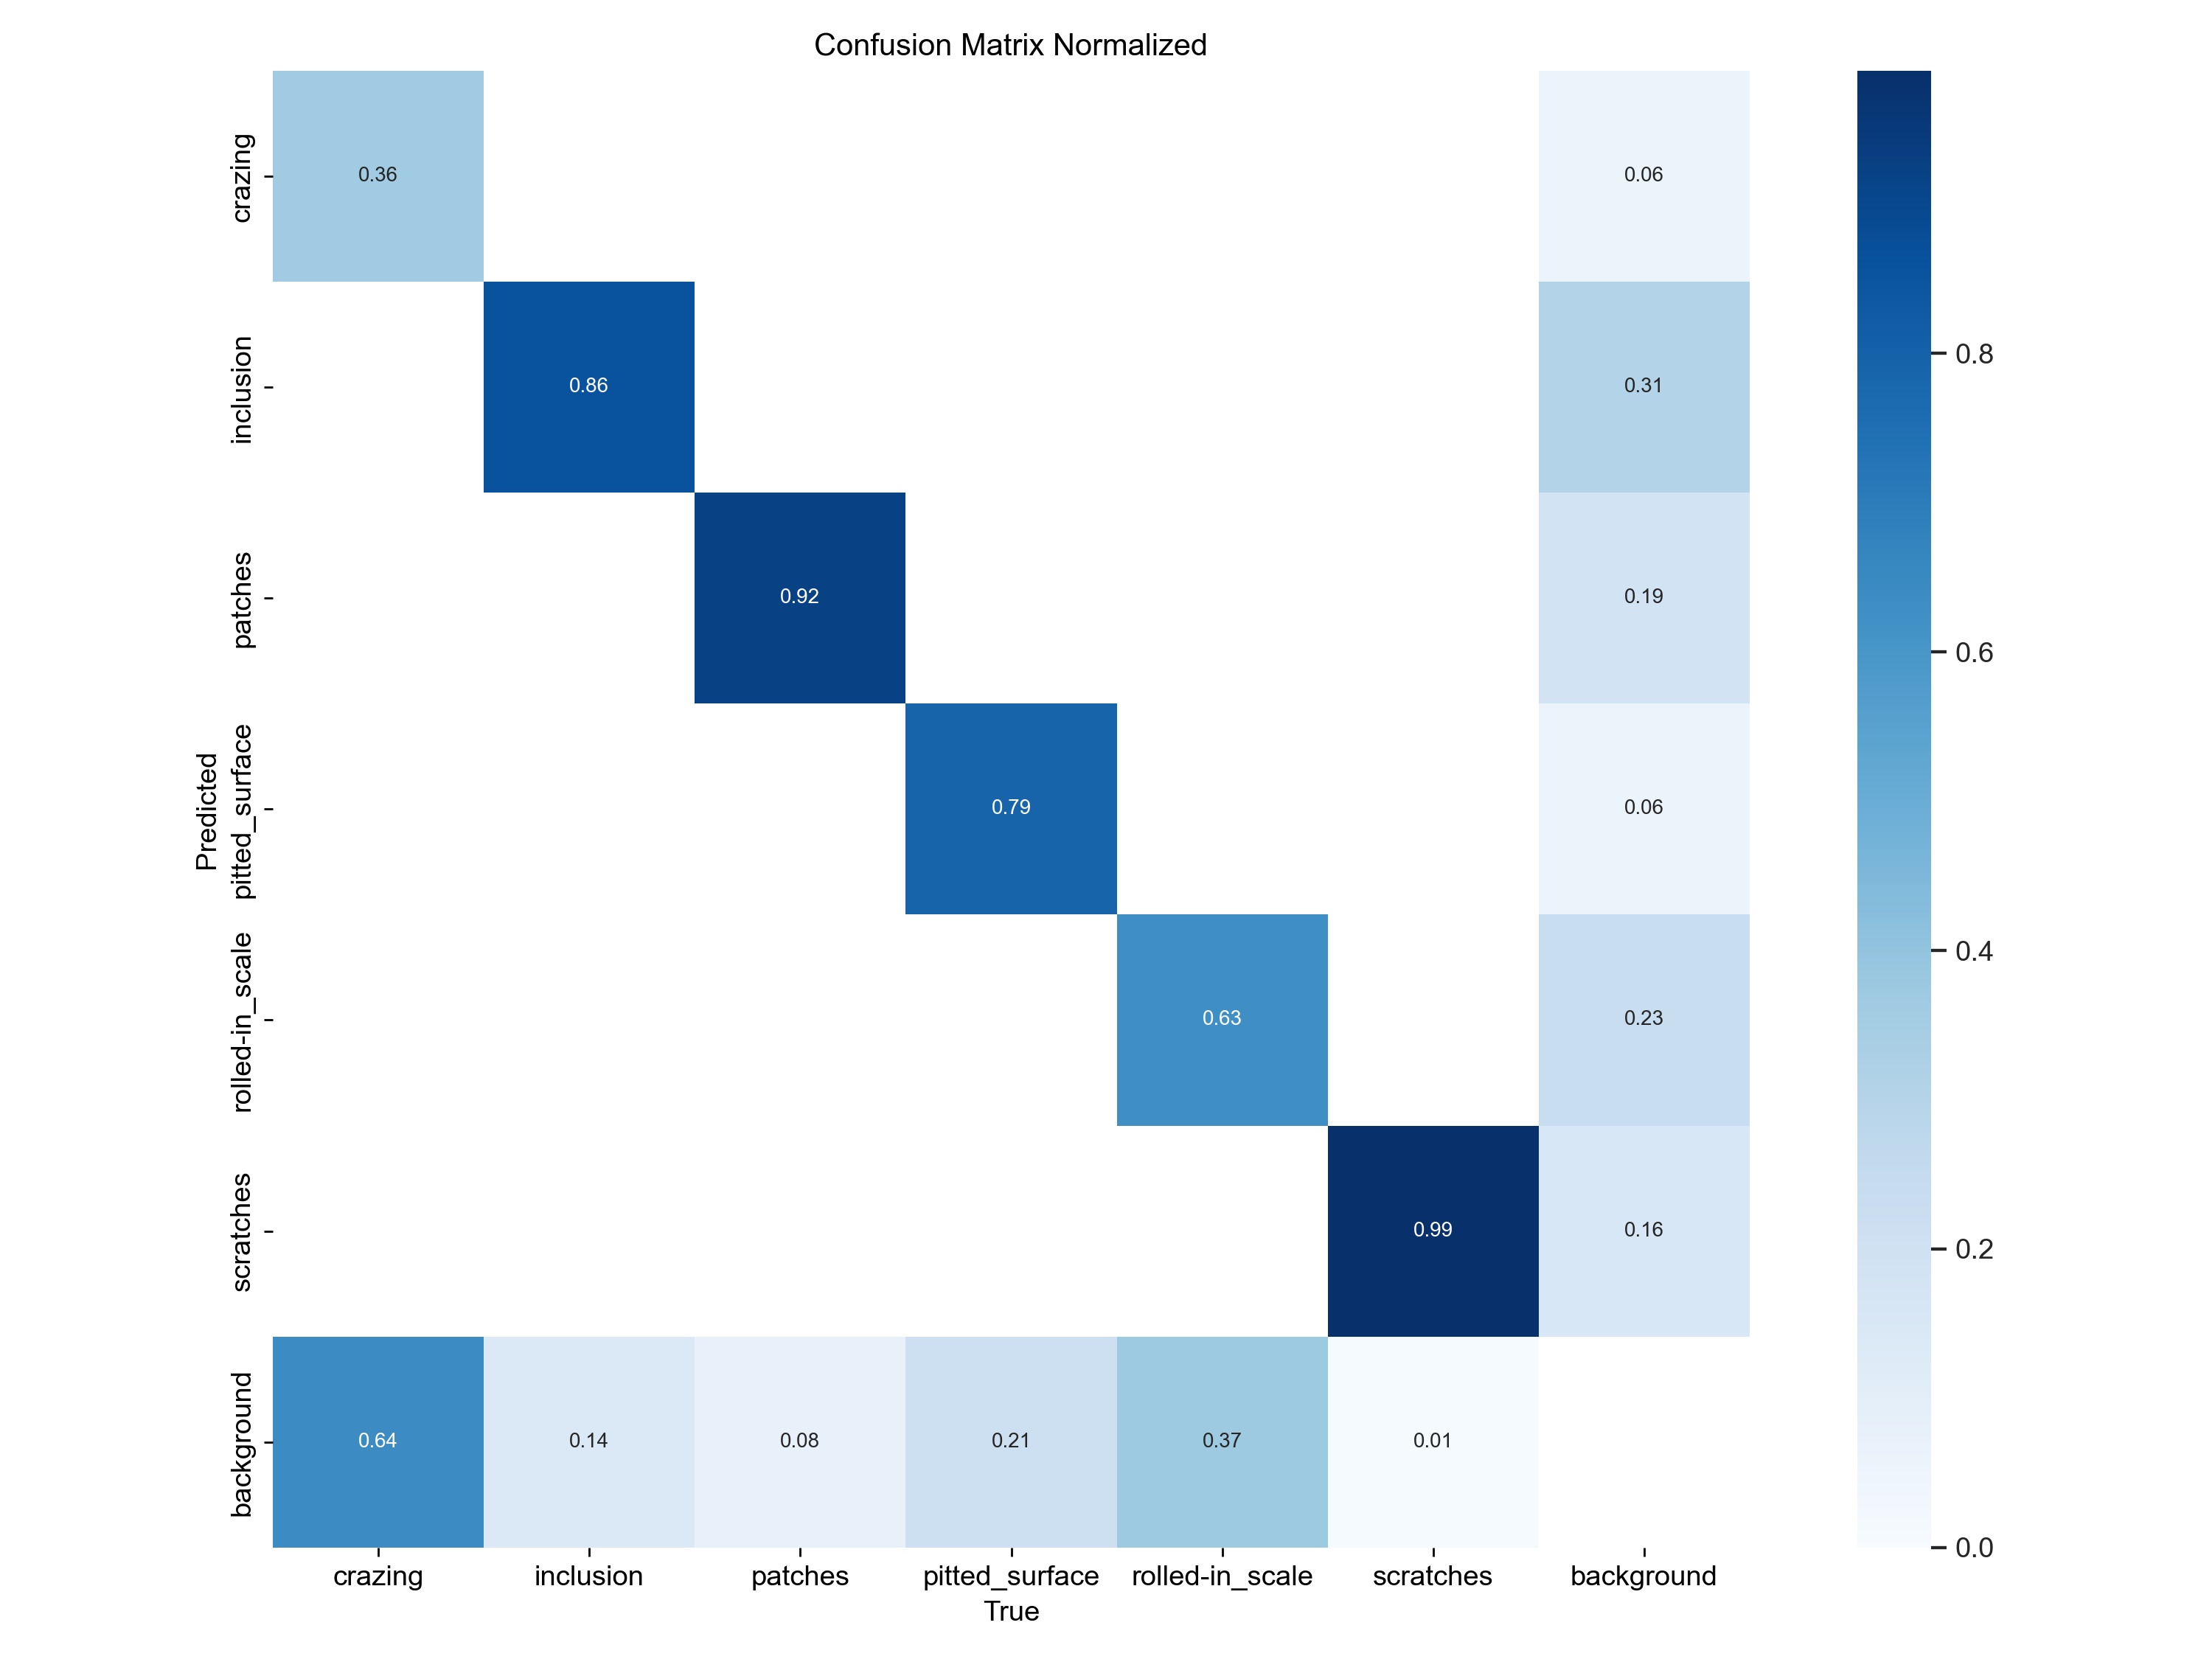 Confusion Matrix Normalized
crazing
0.36
0.06
inclusion
0.86
0.31
0.8
patches
0.92
0.19
0.6
Predicted
pitted_surface
0.79
0.06
rolled-in_scale
0.63
0.23
0.4
scratches
0.99
0.16
0.2
background
0.64
0.14
0.08
0.21
0.37
0.01
0.0
crazing
inclusion
patches
pitted_surface
rolled-in_scale
scratches
background
True